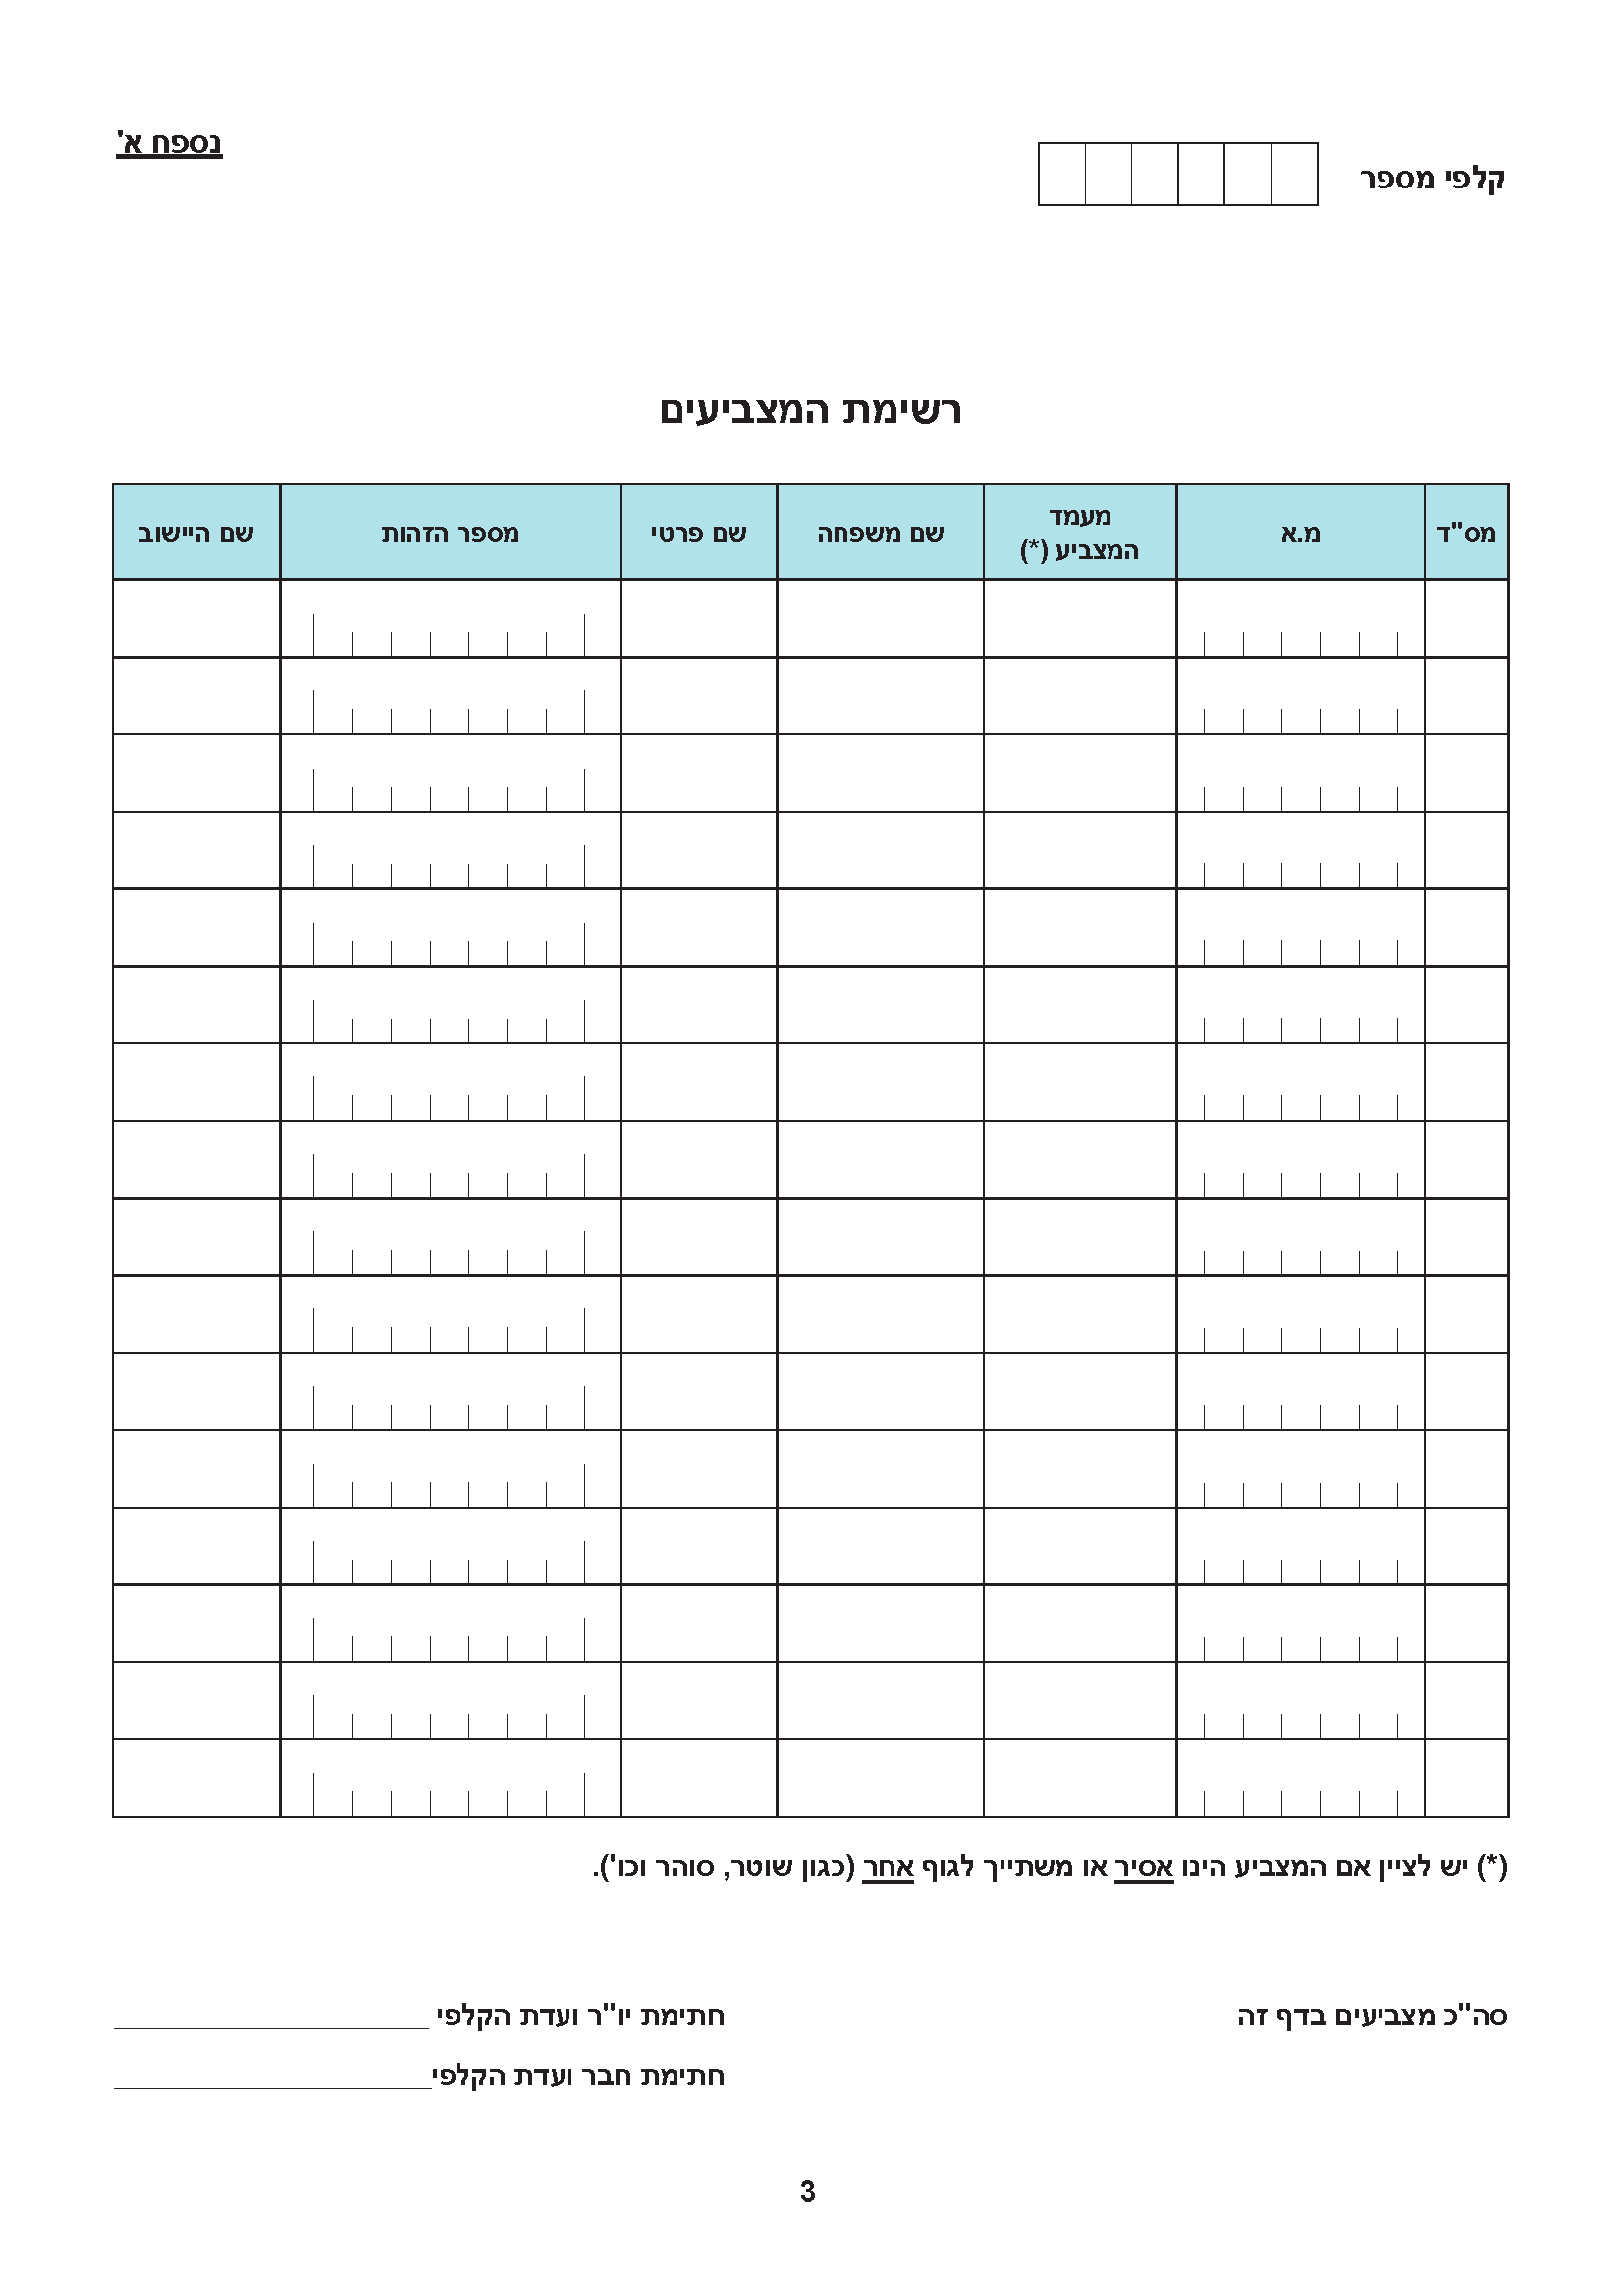 נספח א'
קלפי מספר
רשימת המצביעים
מס"ד
מ.א
מעמד
המצביע (*)
שם משפחה
שם פרטי
מספר הזהות
שם היישוב
(*) יש לציין אם המצביע הינו אסיר או משתייך לגוף אחר (כגון שוטר, סוהר וכו').
סה"כ מצביעים בדף זה
חתימת יו"ר ועדת הקלפי
חתימת חבר ועדת הקלפי
3